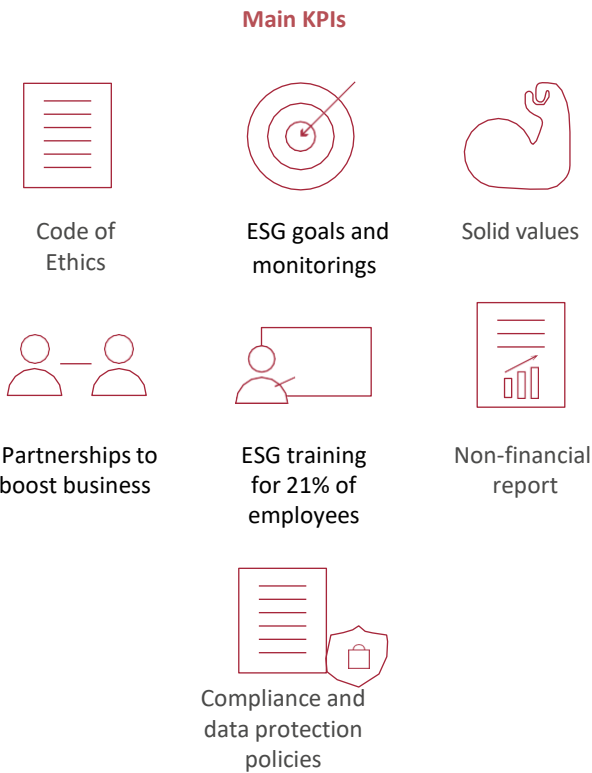 Main KPIs
Code of
Ethics
ESG goals and
monitorings
Solid values
Partnerships to
boost business
ESG training
for 21% of
employees
Non-financial
report
Compliance and
data protection
policies